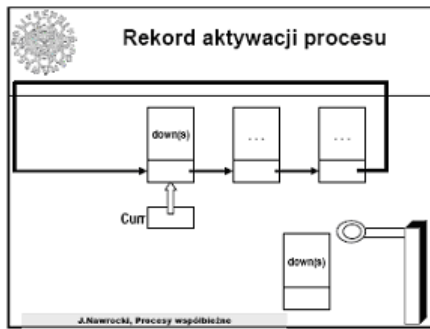 Rekord aktywacji procesu
down(s)
. . .
. . .
Curr
down(s)
J.Nawrocki, Procesy współbieżne